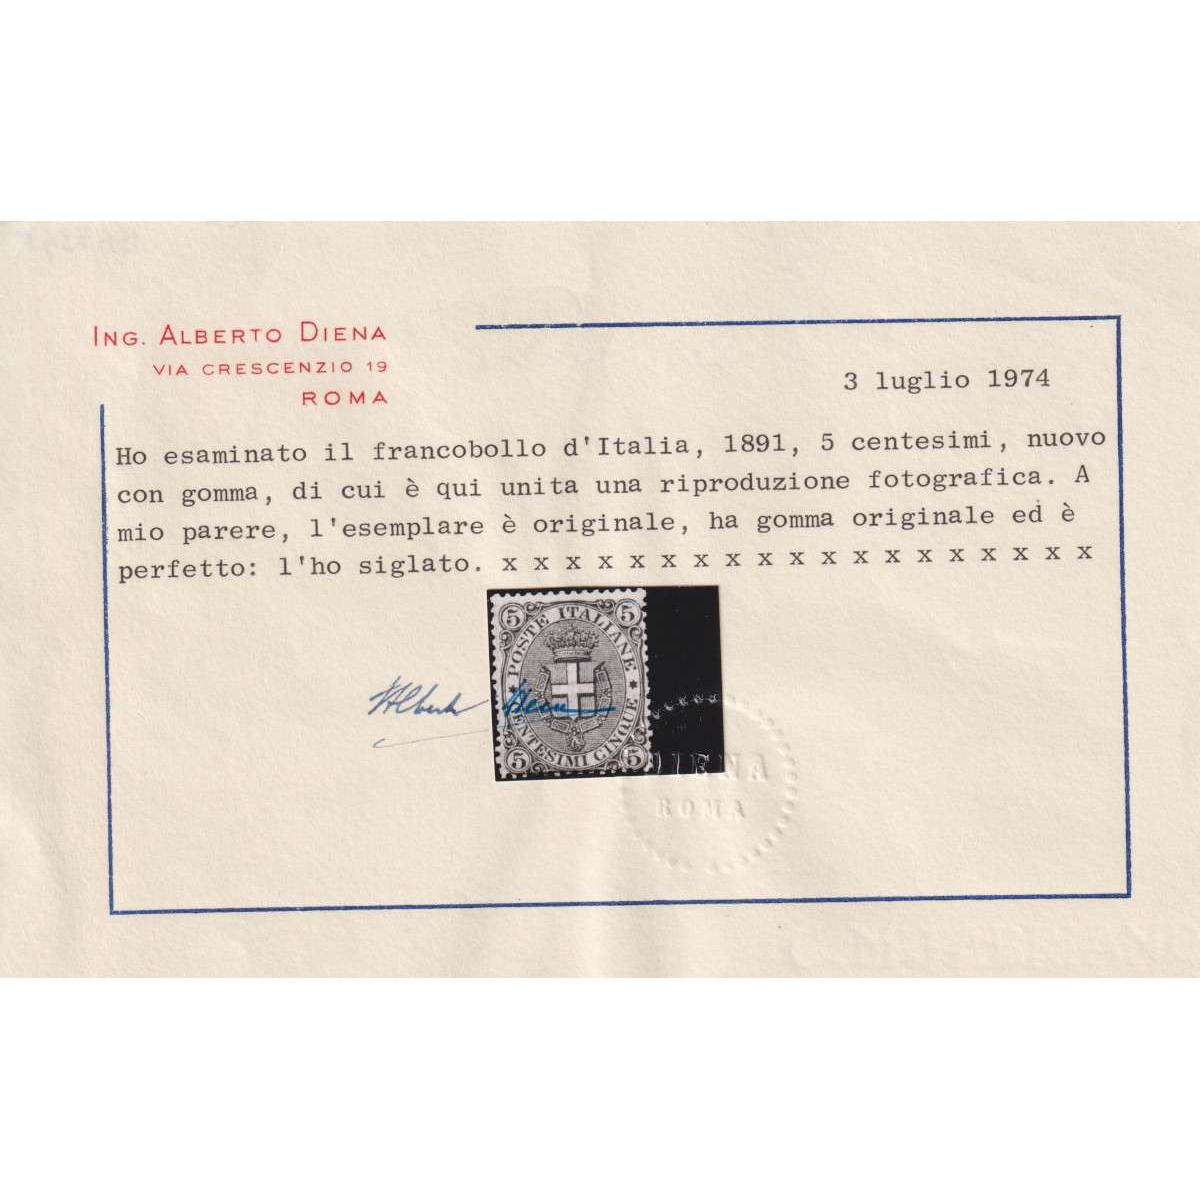 ING. ALBERTO DIENA
VIA CRESCENZIO 19
ROMA
3 luglio 1974
Ho esaminato il francobollo d'Italia, 1891, 5 centesimi, nuovo
con gomma, di cui è qui unita una riproduzione fotografica. A
mio parere, l'esemplare è originale, ha gomma originale ed è
perfetto: l'ho siglato. x x x x x x x x x x x x x x x x x x x
5 POSTE ITALIANE 5
Alberto Diena
5 CENTESIMI CINQUE 5
DIENA
ROMA